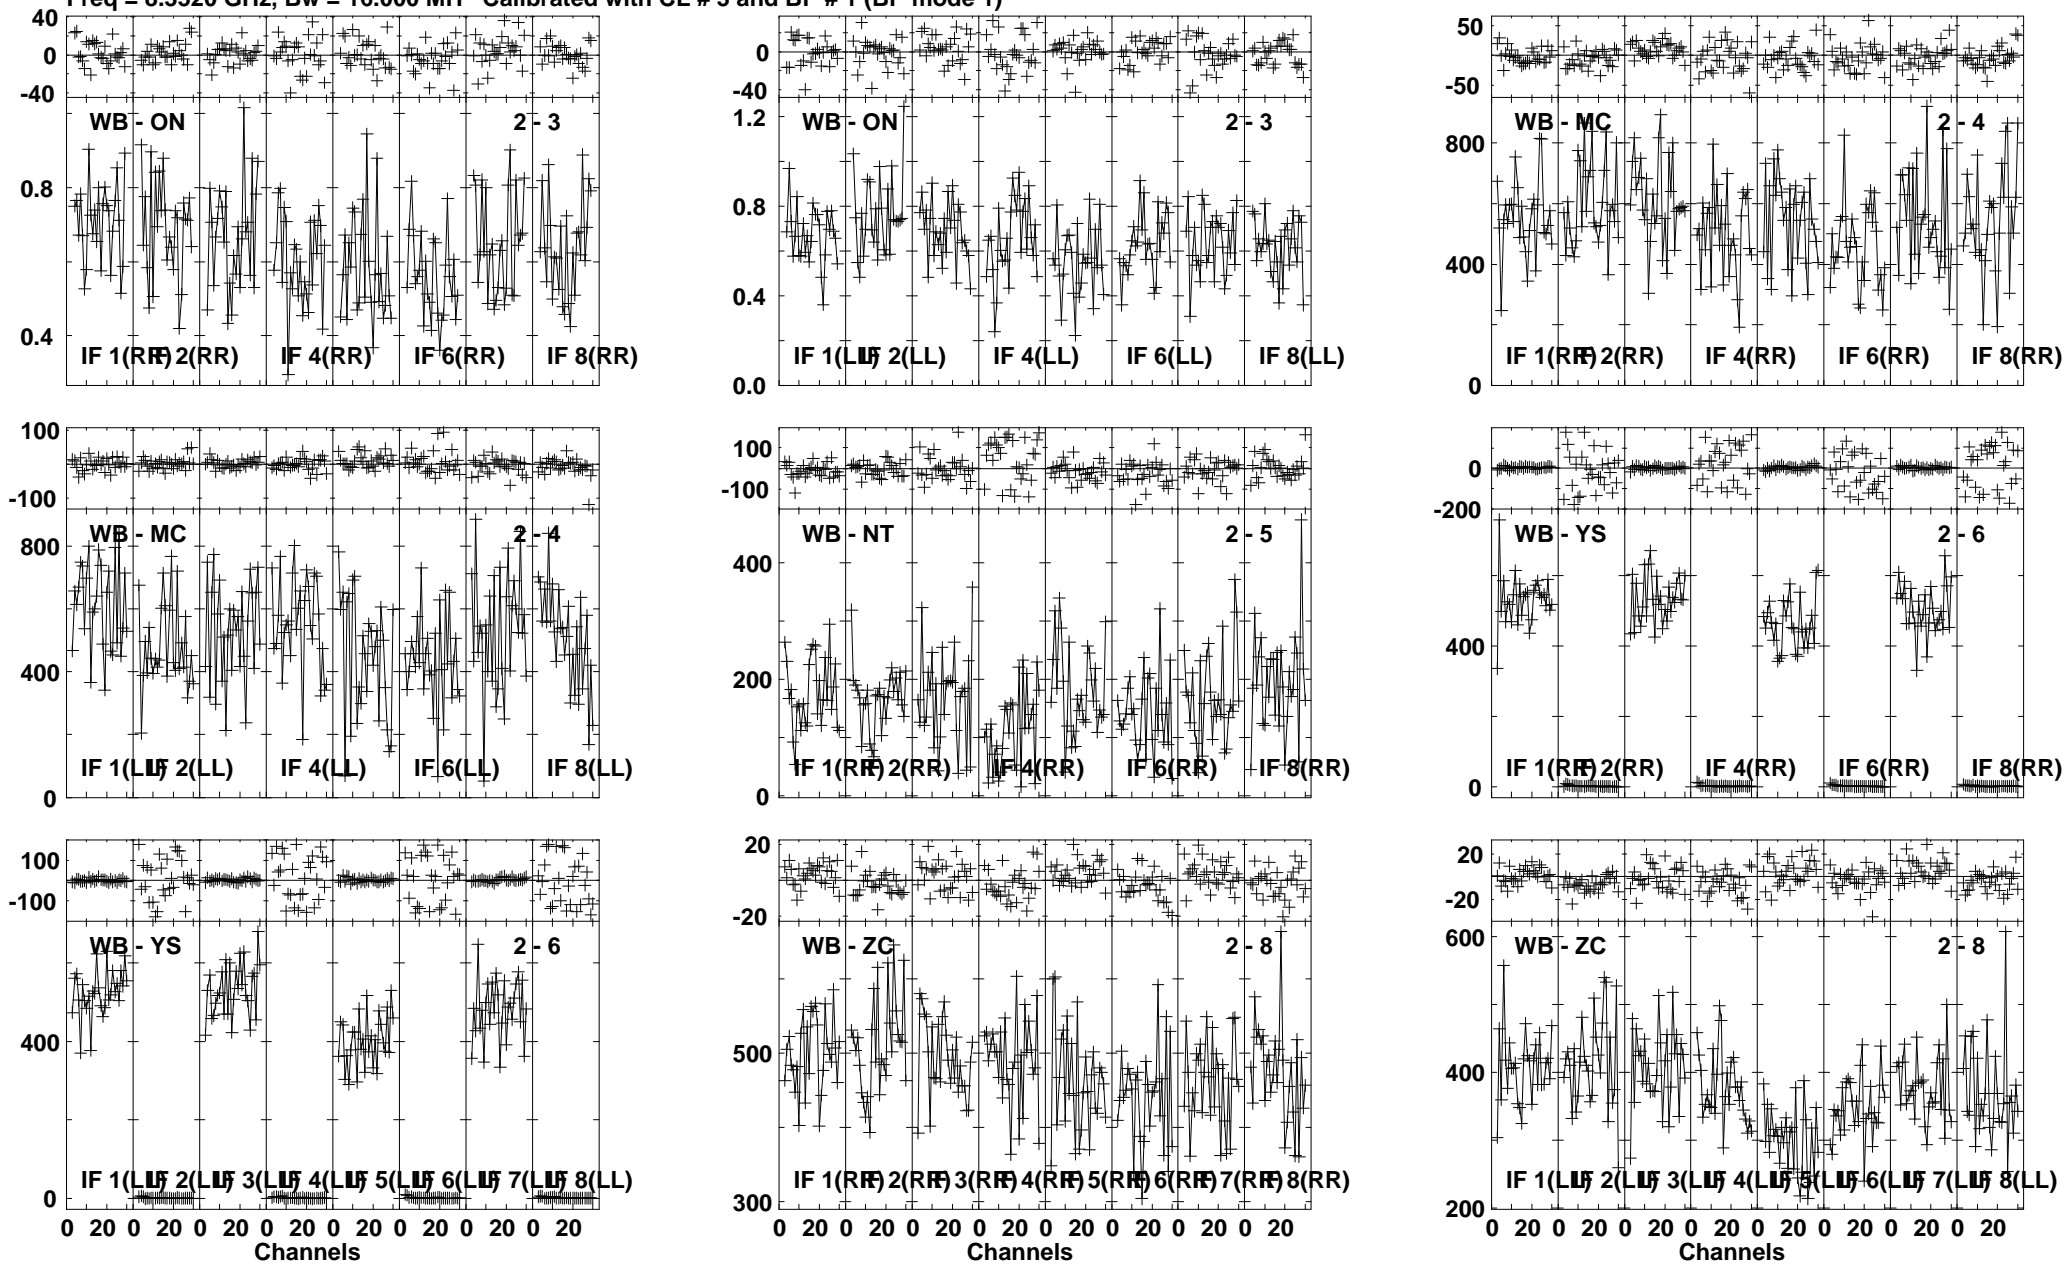 Freq = 8.3320 GHz, Bw = 16.000 MH Calibrated with CL # 3 and BP # 1 (BP mode 1)
40
0
-40
WB - ON 2 - 3
0.8
0.4
IF 1(RR) IF 2(RR) IF 4(RR) IF 6(RR) IF 8(RR)
40
0
-40
1.2
WB - ON 2 - 3
0.8
0.4
0.0
IF 1(LL) IF 2(LL) IF 4(LL) IF 6(LL) IF 8(LL)
50
-50
WB - MC 2 - 4
800
400
0
IF 1(RR) IF 2(RR) IF 4(RR) IF 6(RR) IF 8(RR)
100
-100
WB - MC 2 - 4
800
400
0
IF 1(LL) IF 2(LL) IF 4(LL) IF 6(LL) IF 8(LL)
100
-100
WB - NT 2 - 5
400
200
0
IF 1(RR) IF 2(RR) IF 4(RR) IF 6(RR) IF 8(RR)
0
-200
WB - YS 2 - 6
400
0
IF 1(RR) IF 2(RR) IF 4(RR) IF 6(RR) IF 8(RR)
100
-100
WB - YS 2 - 6
400
0
IF 1(LL) IF 2(LL) IF 3(LL) IF 4(LL) IF 5(LL) IF 6(LL) IF 7(LL) IF 8(LL)
0 20 0 20 0 20 0 20 0 20 0 20 0 20 0 20
Channels
20
-20
WB - ZC 2 - 8
500
300
IF 1(RR) IF 2(RR) IF 3(RR) IF 4(RR) IF 5(RR) IF 6(RR) IF 7(RR) IF 8(RR)
0 20 0 20 0 20 0 20 0 20 0 20 0 20 0 20
Channels
20
-20
600
WB - ZC 2 - 8
400
200
IF 1(LL) IF 2(LL) IF 3(LL) IF 4(LL) IF 5(LL) IF 6(LL) IF 7(LL) IF 8(LL)
0 20 0 20 0 20 0 20 0 20 0 20 0 20 0 20
Channels